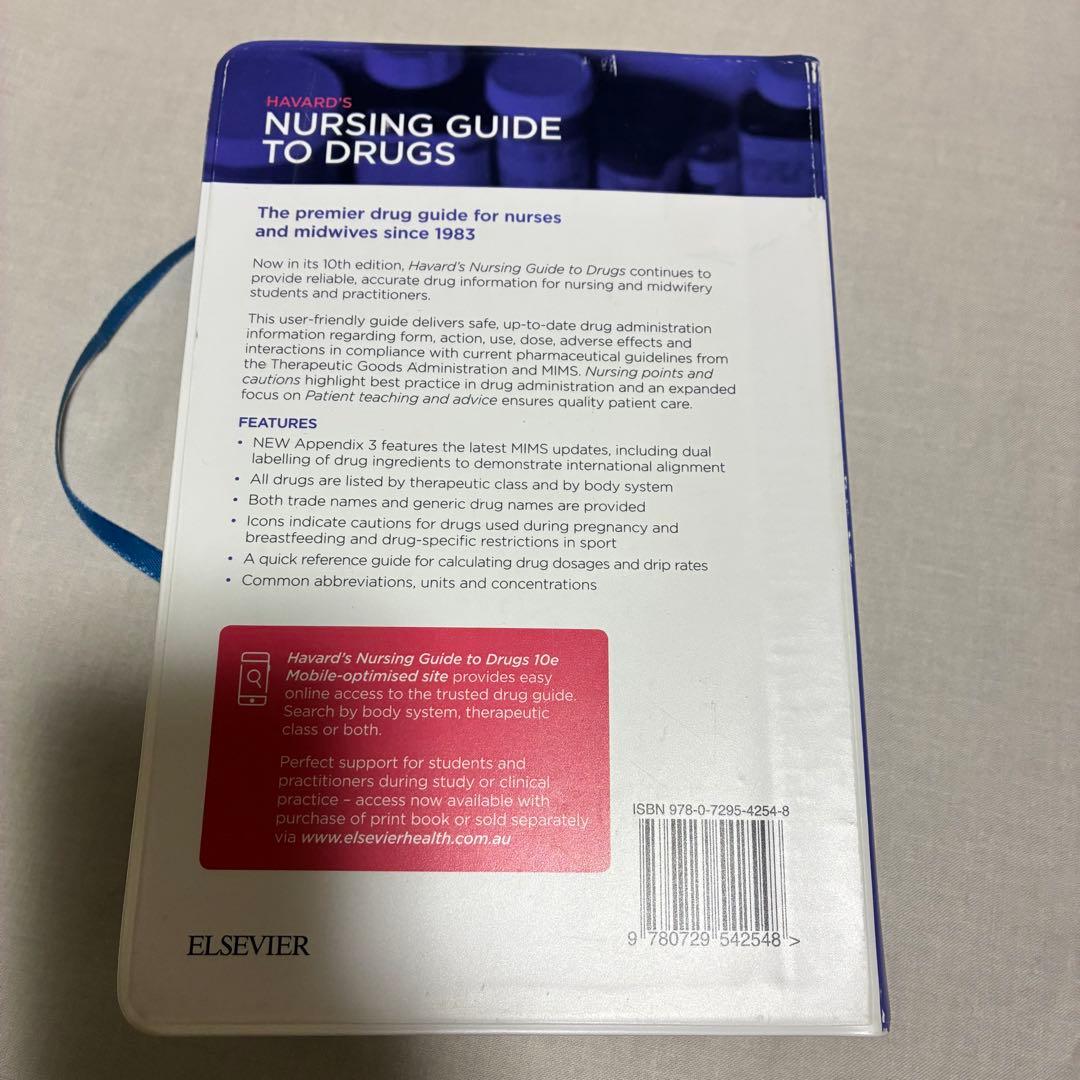 HAVARD'S
NURSING GUIDE
TO DRUGS
The premier drug guide for nurses
and midwives since 1983
Now in its 10th edition, Havard's Nursing Guide to Drugs continues to
provide reliable, accurate drug information for nursing and midwifery
students and practitioners.
This user-friendly guide delivers safe, up-to-date drug administration
information regarding form, action, use, dose, adverse effects and
interactions in compliance with current pharmaceutical guidelines from
the Therapeutic Goods Administration and MIMS. Nursing points and
cautions highlight best practice in drug administration and an expanded
focus on Patient teaching and advice ensures quality patient care.
FEATURES
• NEW Appendix 3 features the latest MIMS updates, including dual
labelling of drug ingredients to demonstrate international alignment
• All drugs are listed by therapeutic class and by body system
• Both trade names and generic drug names are provided
• Icons indicate cautions for drugs used during pregnancy and
breastfeeding and drug-specific restrictions in sport
• A quick reference guide for calculating drug dosages and drip rates
• Common abbreviations, units and concentrations
Havard's Nursing Guide to Drugs 10e
Mobile-optimised site provides easy
online access to the trusted drug guide.
Search by body system, therapeutic
class or both.
Perfect support for students and
practitioners during study or clinical
practice – access now available with
purchase of print book or sold separately
via www.elsevierhealth.com.au
ISBN 978-0-7295-4254-8
9 780729 542548 >
ELSEVIER